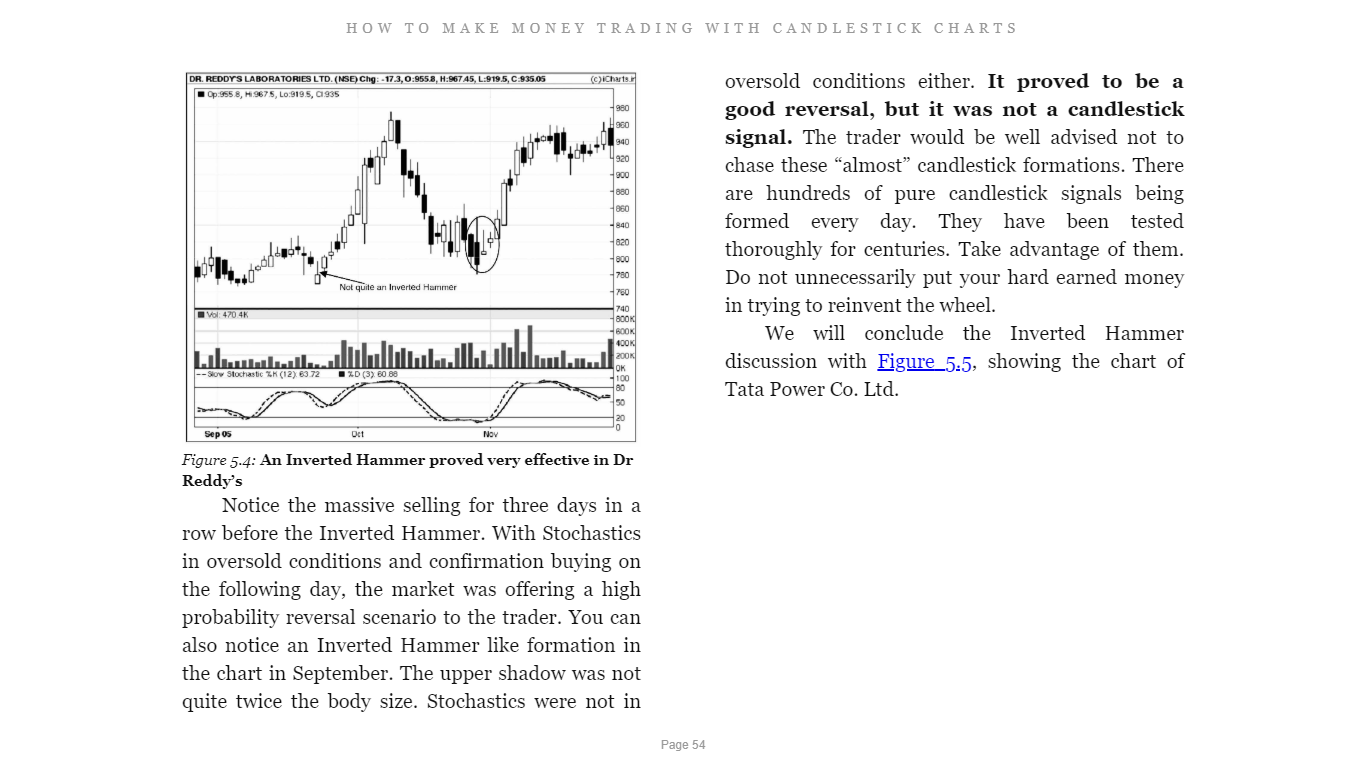 HOW TO MAKE MONEY TRADING WITH CANDLESTICK CHARTS
DR. REDDY'S LABORATORIES LTD. (NSE) Chg: -17.3, O:955.8, H:967.45, L:919.5, C:935.05
(c)iCharts.i
Op:955.8, Hi:967.5, Lo:919.5, Cl:935
980
960
940
920
900
880
860
840
820
800
780
760
740
Not quite an Inverted Hammer
Vol: 470.4K
800K
600K
400K
200K
0K
Slow Stochastic %K (12): 63.72 %D (3): 60.88
100
80
50
20
0
Sep 05 Oct Nov
Figure 5.4: An Inverted Hammer proved very effective in Dr
Reddy's
Notice the massive selling for three days in a
row before the Inverted Hammer. With Stochastics
in oversold conditions and confirmation buying on
the following day, the market was offering a high
probability reversal scenario to the trader. You can
also notice an Inverted Hammer like formation in
the chart in September. The upper shadow was not
quite twice the body size. Stochastics were not in
oversold conditions either. It proved to be a
good reversal, but it was not a candlestick
signal. The trader would be well advised not to
chase these “almost” candlestick formations. There
are hundreds of pure candlestick signals being
formed every day. They have been tested
thoroughly for centuries. Take advantage of them.
Do not unnecessarily put your hard earned money
in trying to reinvent the wheel.
We will conclude the Inverted Hammer
discussion with Figure 5.5, showing the chart of
Tata Power Co. Ltd.
Page 54